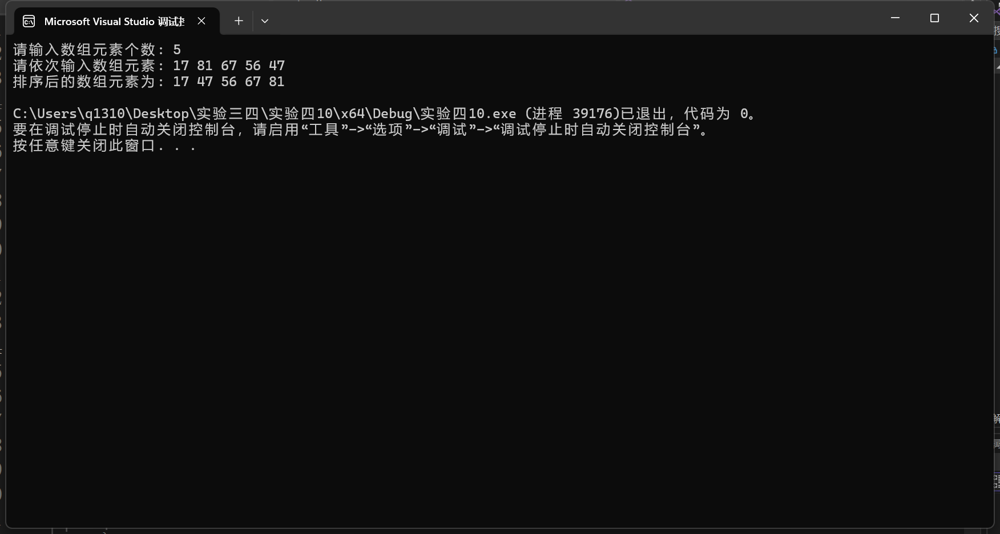 Microsoft Visual Studio 调试
请输入数组元素个数: 5
请依次输入数组元素: 17 81 67 56 47
排序后的数组元素为: 17 47 56 67 81
C:\Users\q1310\Desktop\实验三四\实验四10\x64\Debug\实验四10.exe (进程 39176)已退出，代码为 0。
要在调试停止时自动关闭控制台，请启用“工具”->“选项”->“调试”->“调试停止时自动关闭控制台”。
按任意键关闭此窗口. . .